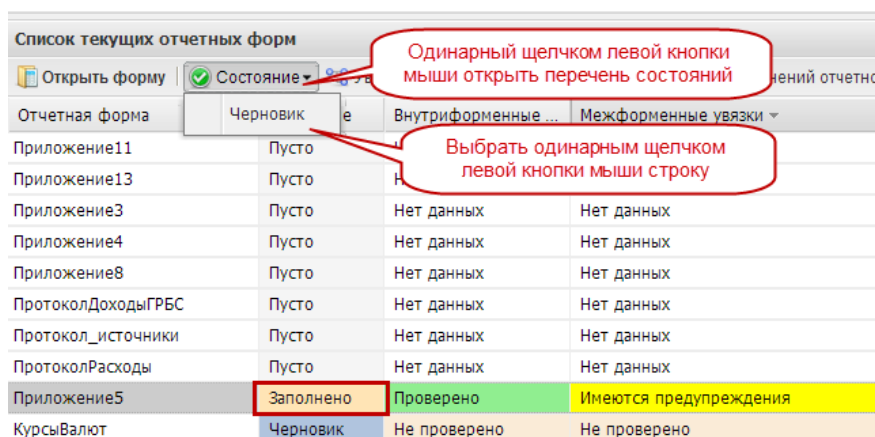 Список текущих отчетных форм
Одинарный щелчком левой кнопки
мыши открыть перечень состояний
Открыть форму Состояние нений отчетно
Отчетная форма Черновик е Внутриформенные ... Межформенные увязки
Выбрать одинарным щелчком
левой кнопки мыши строку
Приложение11 Пусто
Приложение13 Пусто
Приложение3 Пусто Нет данных Нет данных
Приложение4 Пусто Нет данных Нет данных
Приложение8 Пусто Нет данных Нет данных
ПротоколДоходыГРБС Пусто Нет данных Нет данных
Протокол_источники Пусто Нет данных Нет данных
ПротоколРасходы Пусто Нет данных Нет данных
Приложение5 Заполнено Проверено Имеются предупреждения
КурсыВалют Черновик Не проверено Не проверено